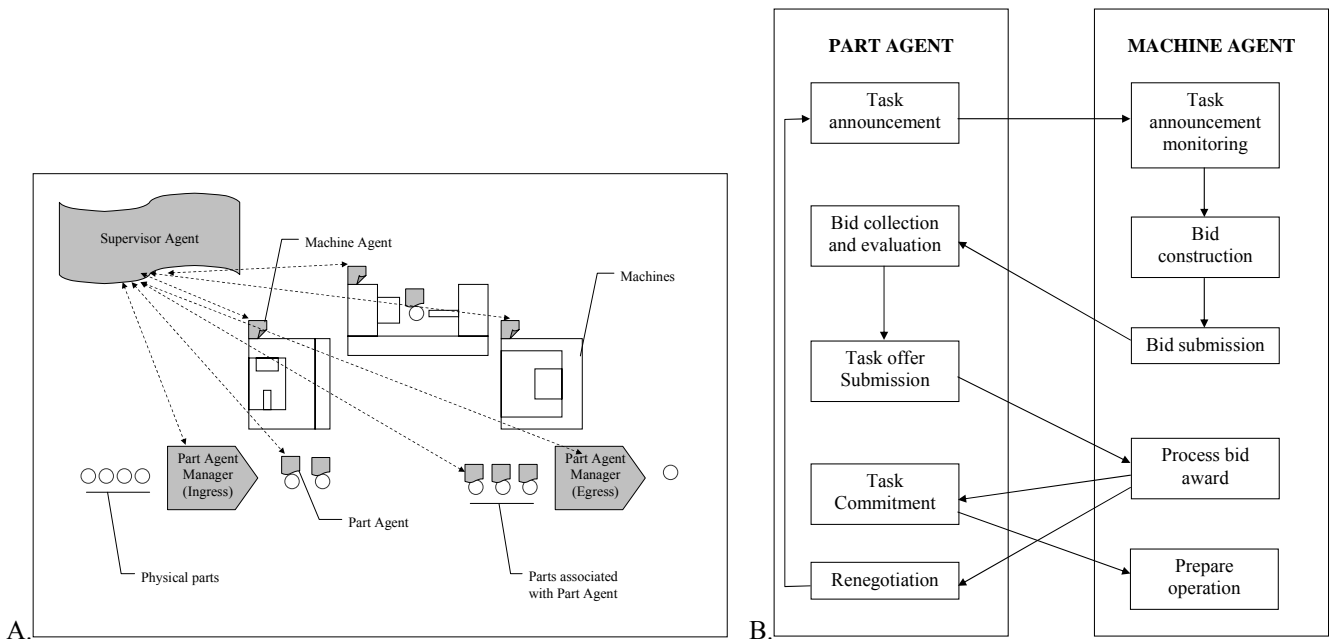 Supervisor Agent
Machine Agent
Machines
Part Agent
Manager
(Ingress)
Part Agent
Manager
(Egress)
Part Agent
Physical parts
Parts associated
with Part Agent
A.
PART AGENT
MACHINE AGENT
Task
announcement
Task
announcement
monitoring
Bid collection
and evaluation
Bid
construction
Task offer
Submission
Bid submission
Task
Commitment
Process bid
award
Renegotiation
Prepare
operation
B.